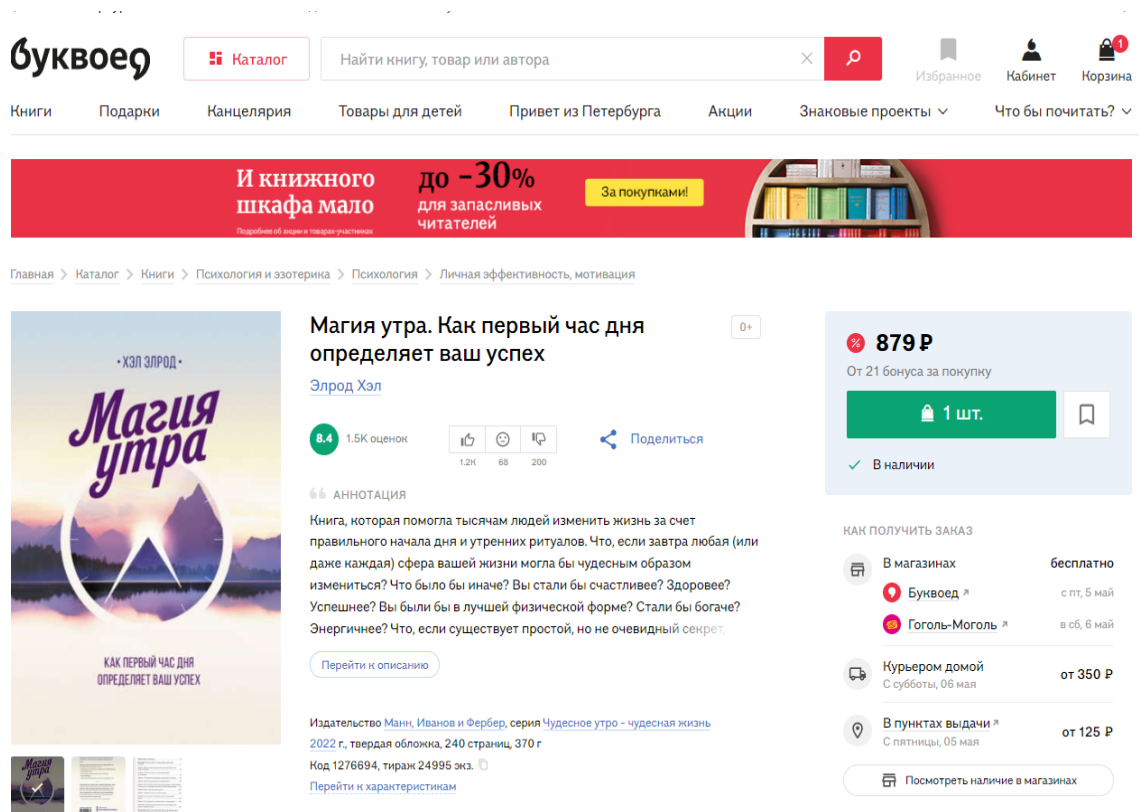 буквоед
Каталог
Найти книгу, товар или автора
Избранное
Кабинет
1
Корзина
Книги
Подарки
Канцелярия
Товары для детей
Привет из Петербурга
Акции
Знаковые проекты
Что бы почитать?
И книжного
шкафа мало
Подробнее об акции и товарах-участниках
до -30%
для запасливых
читателей
За покупками!
Главная > Каталог > Книги > Психология и эзотерика > Психология > Личная эффективность, мотивация
• ХЭЛ ЭЛРОД •
Магия
утра
КАК ПЕРВЫЙ ЧАС ДНЯ
ОПРЕДЕЛЯЕТ ВАШ УСПЕХ
Магия
утра
Магия утра. Как первый час дня
определяет ваш успех
0+
Элрод Хэл
8.4 1.5K оценок
1.2K 68 200
Поделиться
АННОТАЦИЯ
Книга, которая помогла тысячам людей изменить жизнь за счет
правильного начала дня и утренних ритуалов. Что, если завтра любая (или
даже каждая) сфера вашей жизни могла бы чудесным образом
измениться? Что было бы иначе? Вы стали бы счастливее? Здоровее?
Успешнее? Вы были бы в лучшей физической форме? Стали бы богаче?
Энергичнее? Что, если существует простой, но не очевидный секрет,
Перейти к описанию
Издательство Манн, Иванов и Фербер, серия Чудесное утро - чудесная жизнь
2022 г., твердая обложка, 240 страниц, 370 г
Код 1276694, тираж 24995 экз.
Перейти к характеристикам
% 879 ₽
От 21 бонуса за покупку
1 шт.
В наличии
КАК ПОЛУЧИТЬ ЗАКАЗ
В магазинах бесплатно
Буквоед с пт, 5 май
Гоголь-Моголь в сб, 6 май
Курьером домой от 350 ₽
С субботы, 06 мая
В пунктах выдачи от 125 ₽
С пятницы, 05 мая
Посмотреть наличие в магазинах